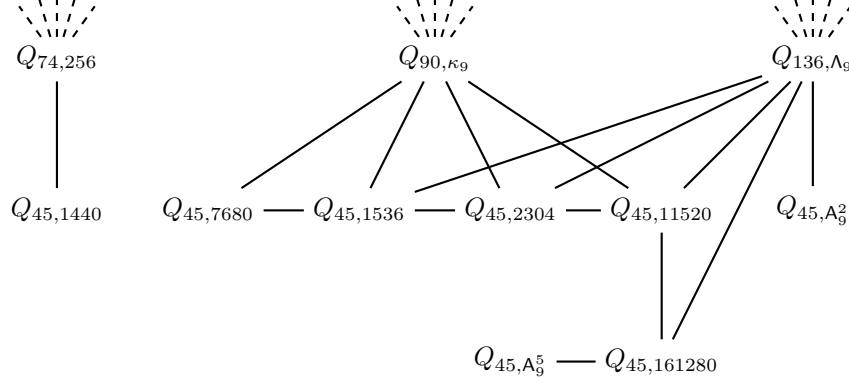 Q_{74,256} Q_{90,κ_9} Q_{136,Λ_9}
Q_{45,1440} Q_{45,7680} Q_{45,1536} Q_{45,2304} Q_{45,11520} Q_{45,A_9^2}
Q_{45,A_9^5} Q_{45,161280}